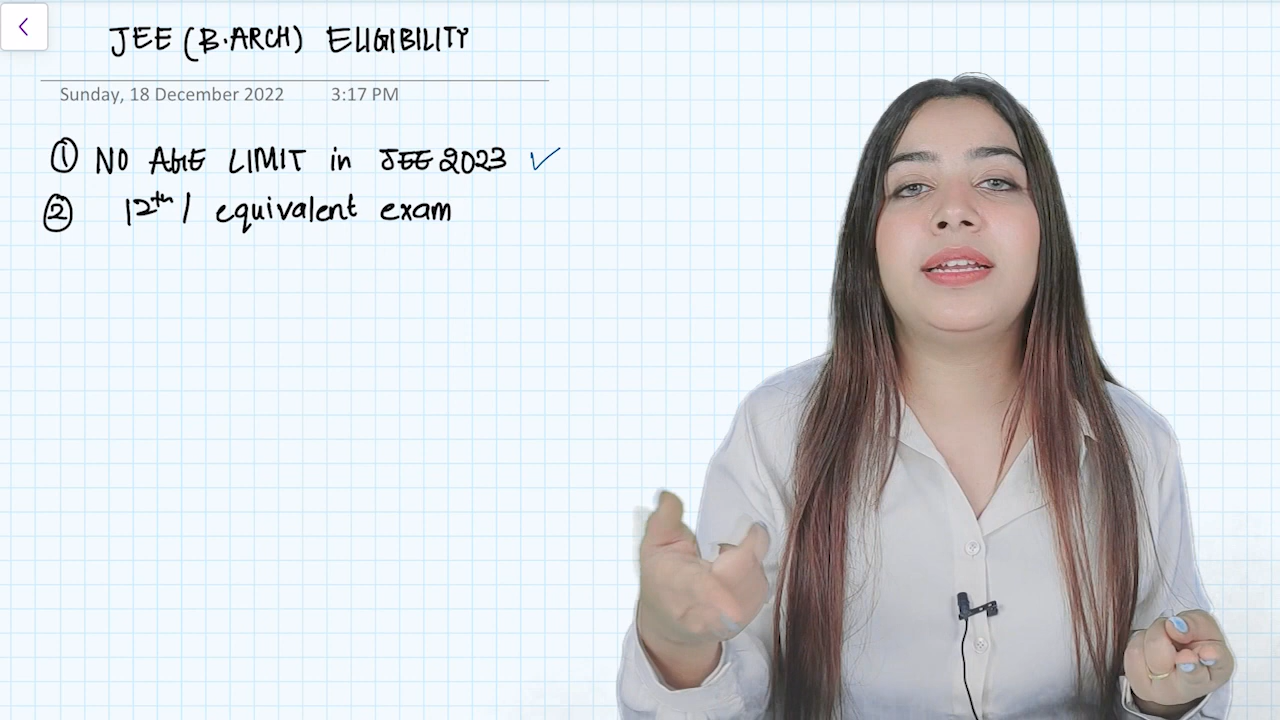 JEE (B.ARCH) ELIGIBILITY
Sunday, 18 December 2022 3:17 PM
① NO AGE LIMIT in JEE 2023 ✓
② 12th / equivalent exam